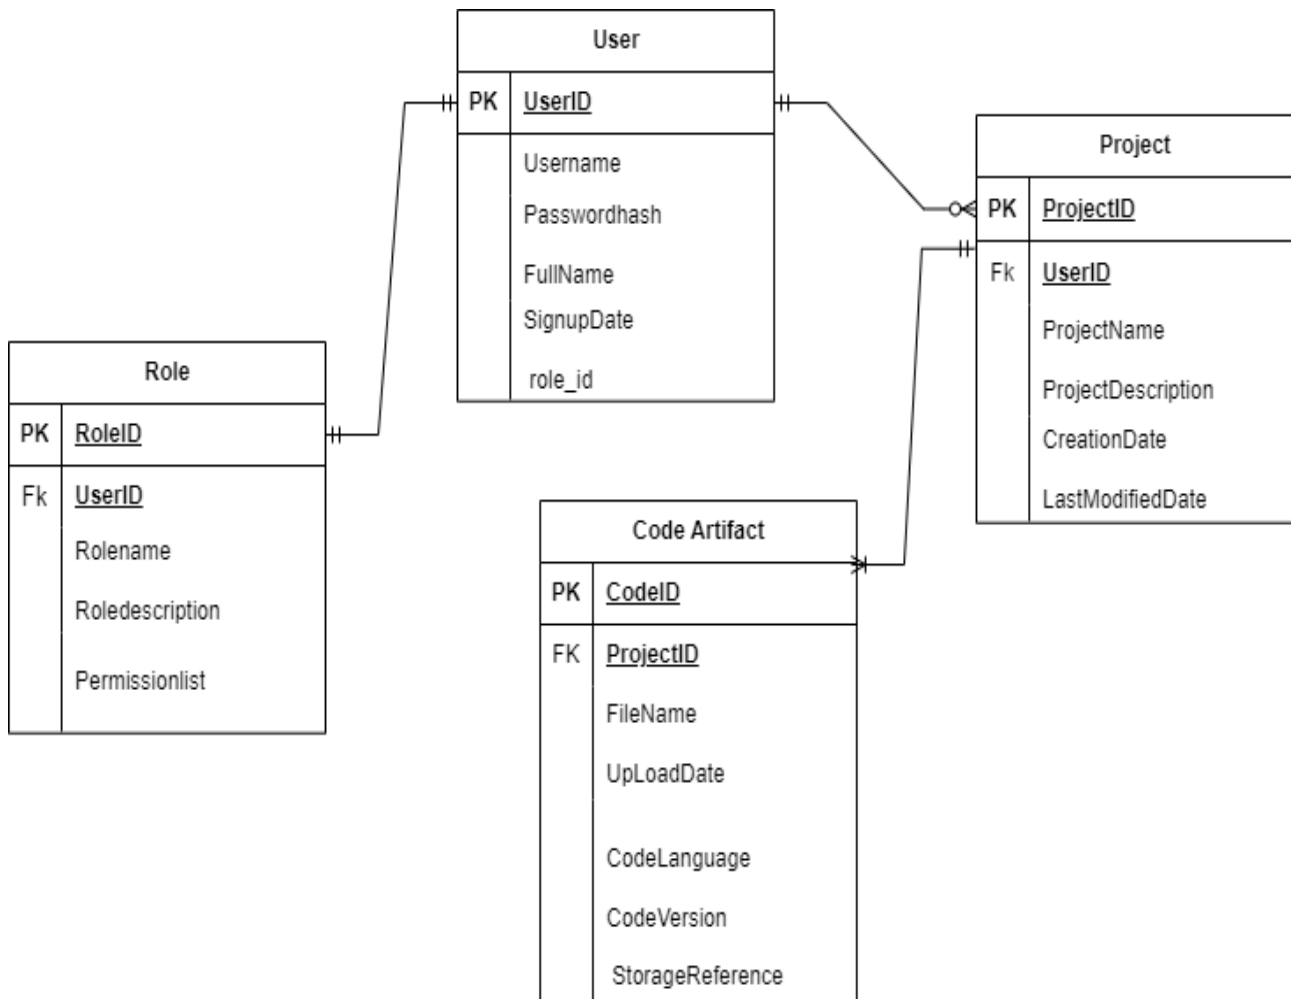 User
PK UserID
Username
Passwordhash
FullName
SignupDate
role_id
Project
PK ProjectID
Fk UserID
ProjectName
ProjectDescription
CreationDate
LastModifiedDate
Role
PK RoleID
Fk UserID
Rolename
Roledescription
Permissionlist
Code Artifact
PK CodeID
FK ProjectID
FileName
UpLoadDate
CodeLanguage
CodeVersion
StorageReference